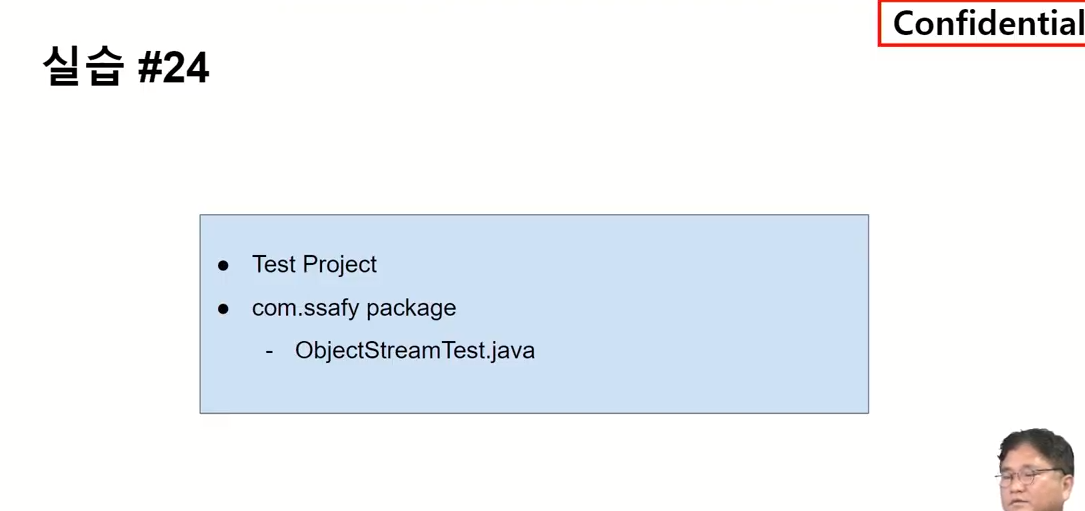 Confidential
실습 #24
● Test Project
● com.ssafy package
- ObjectStreamTest.java